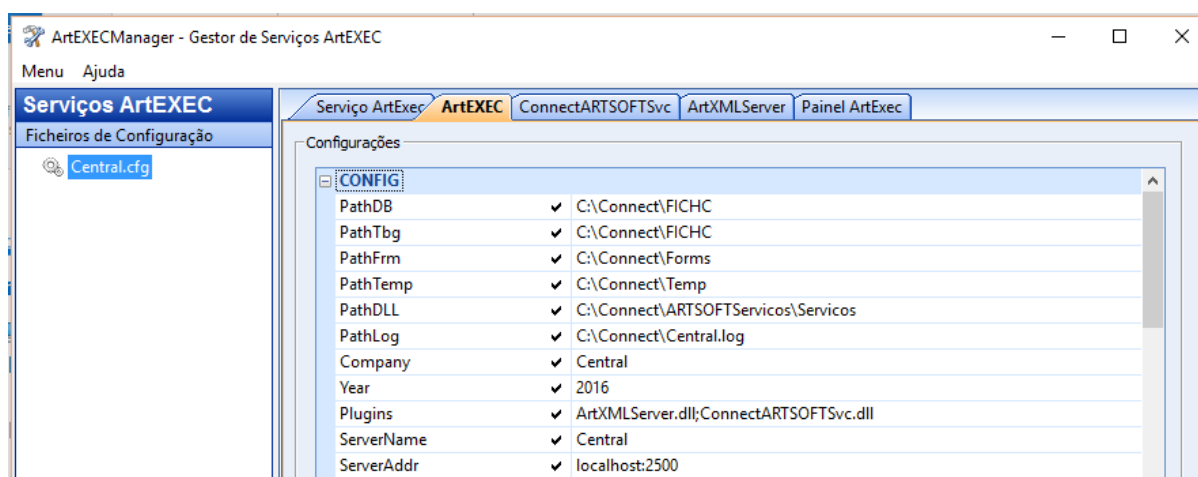 ArtEXECManager - Gestor de Serviços ArtEXEC
Menu Ajuda
Serviços ArtEXEC
Ficheiros de Configuração
Central.cfg
Serviço ArtExec ArtEXEC ConnectARTSOFTSvc ArtXMLServer Painel ArtExec
Configurações
CONFIG
PathDB C:\Connect\FICHC
PathTbg C:\Connect\FICHC
PathFrm C:\Connect\Forms
PathTemp C:\Connect\Temp
PathDLL C:\Connect\ARTSOFTServicos\Servicos
PathLog C:\Connect\Central.log
Company Central
Year 2016
Plugins ArtXMLServer.dll;ConnectARTSOFTSvc.dll
ServerName Central
ServerAddr localhost:2500